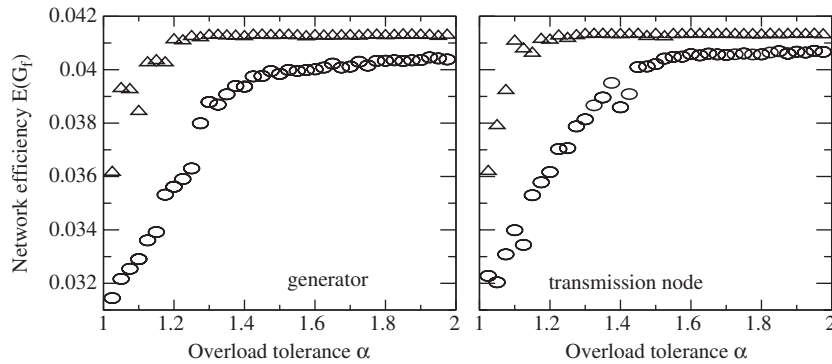 0.042
0.04
0.038
0.036
0.034
0.032
Network efficiency E(G_f)
generator
transmission node
1 1.2 1.4 1.6 1.8 2
1 1.2 1.4 1.6 1.8 2
Overload tolerance α
Overload tolerance α